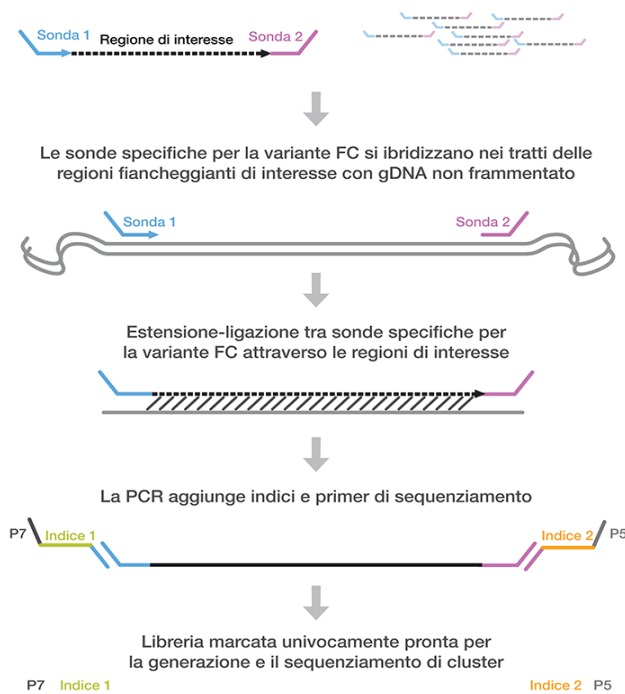 Sonda 1 Regione di interesse Sonda 2
Le sonde specifiche per la variante FC si ibridizzano nei tratti delle
regioni fiancheggianti di interesse con gDNA non frammentato
Sonda 1 Sonda 2
Estensione-ligazione tra sonde specifiche per
la variante FC attraverso le regioni di interesse
La PCR aggiunge indici e primer di sequenziamento
P7 Indice 1 Indice 2 P5
Libreria marcata univocamente pronta per
la generazione e il sequenziamento di cluster
P7 Indice 1 Indice 2 P5